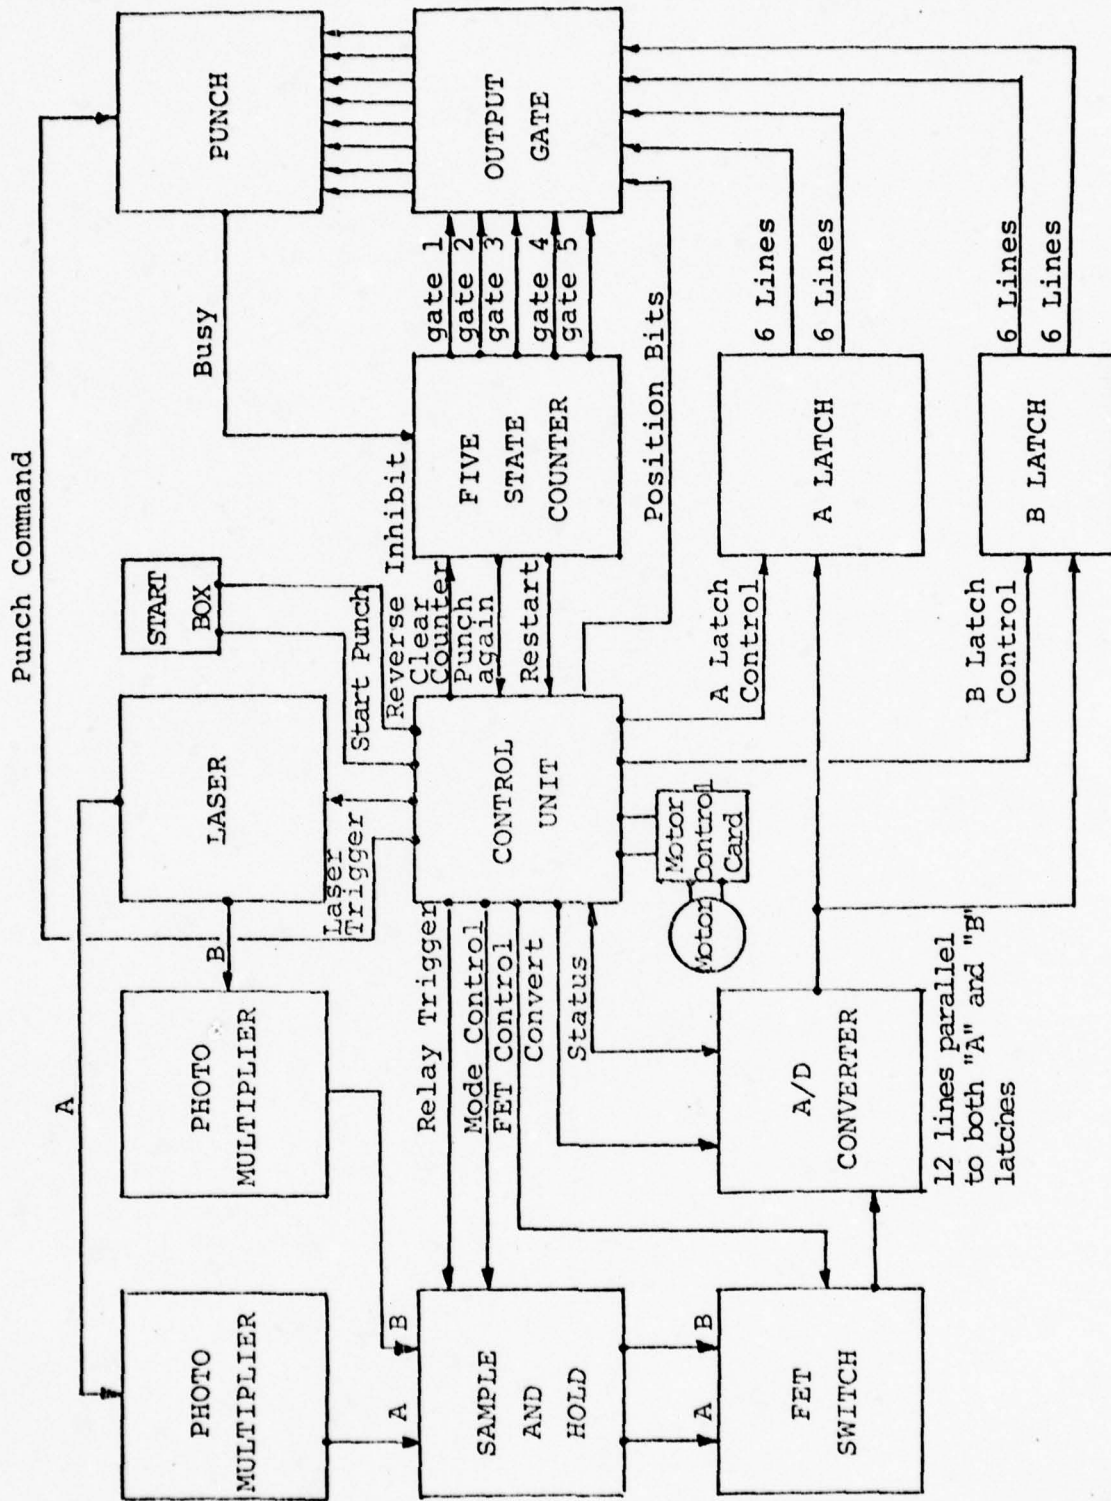 Punch Command
A
PHOTO
MULTIPLIER
PHOTO
MULTIPLIER
B
LASER
START
BOX
PUNCH
Laser
Trigger
Start Punch
Reverse
Inhibit
Busy
A
B
SAMPLE
AND
HOLD
Relay Trigger
Mode Control
FET Control
Convert
Status
CONTROL
UNIT
Clear
Counter
Punch
again
Restart
FIVE
STATE
COUNTER
gate 1
gate 2
gate 3
gate 4
gate 5
OUTPUT
GATE
Position Bits
Motor
Motor
Control
Card
A
B
FET
SWITCH
A/D
CONVERTER
A Latch
Control
A LATCH
6 Lines
6 Lines
12 lines parallel
to both "A" and "B"
latches
B Latch
Control
B LATCH
6 Lines
6 Lines